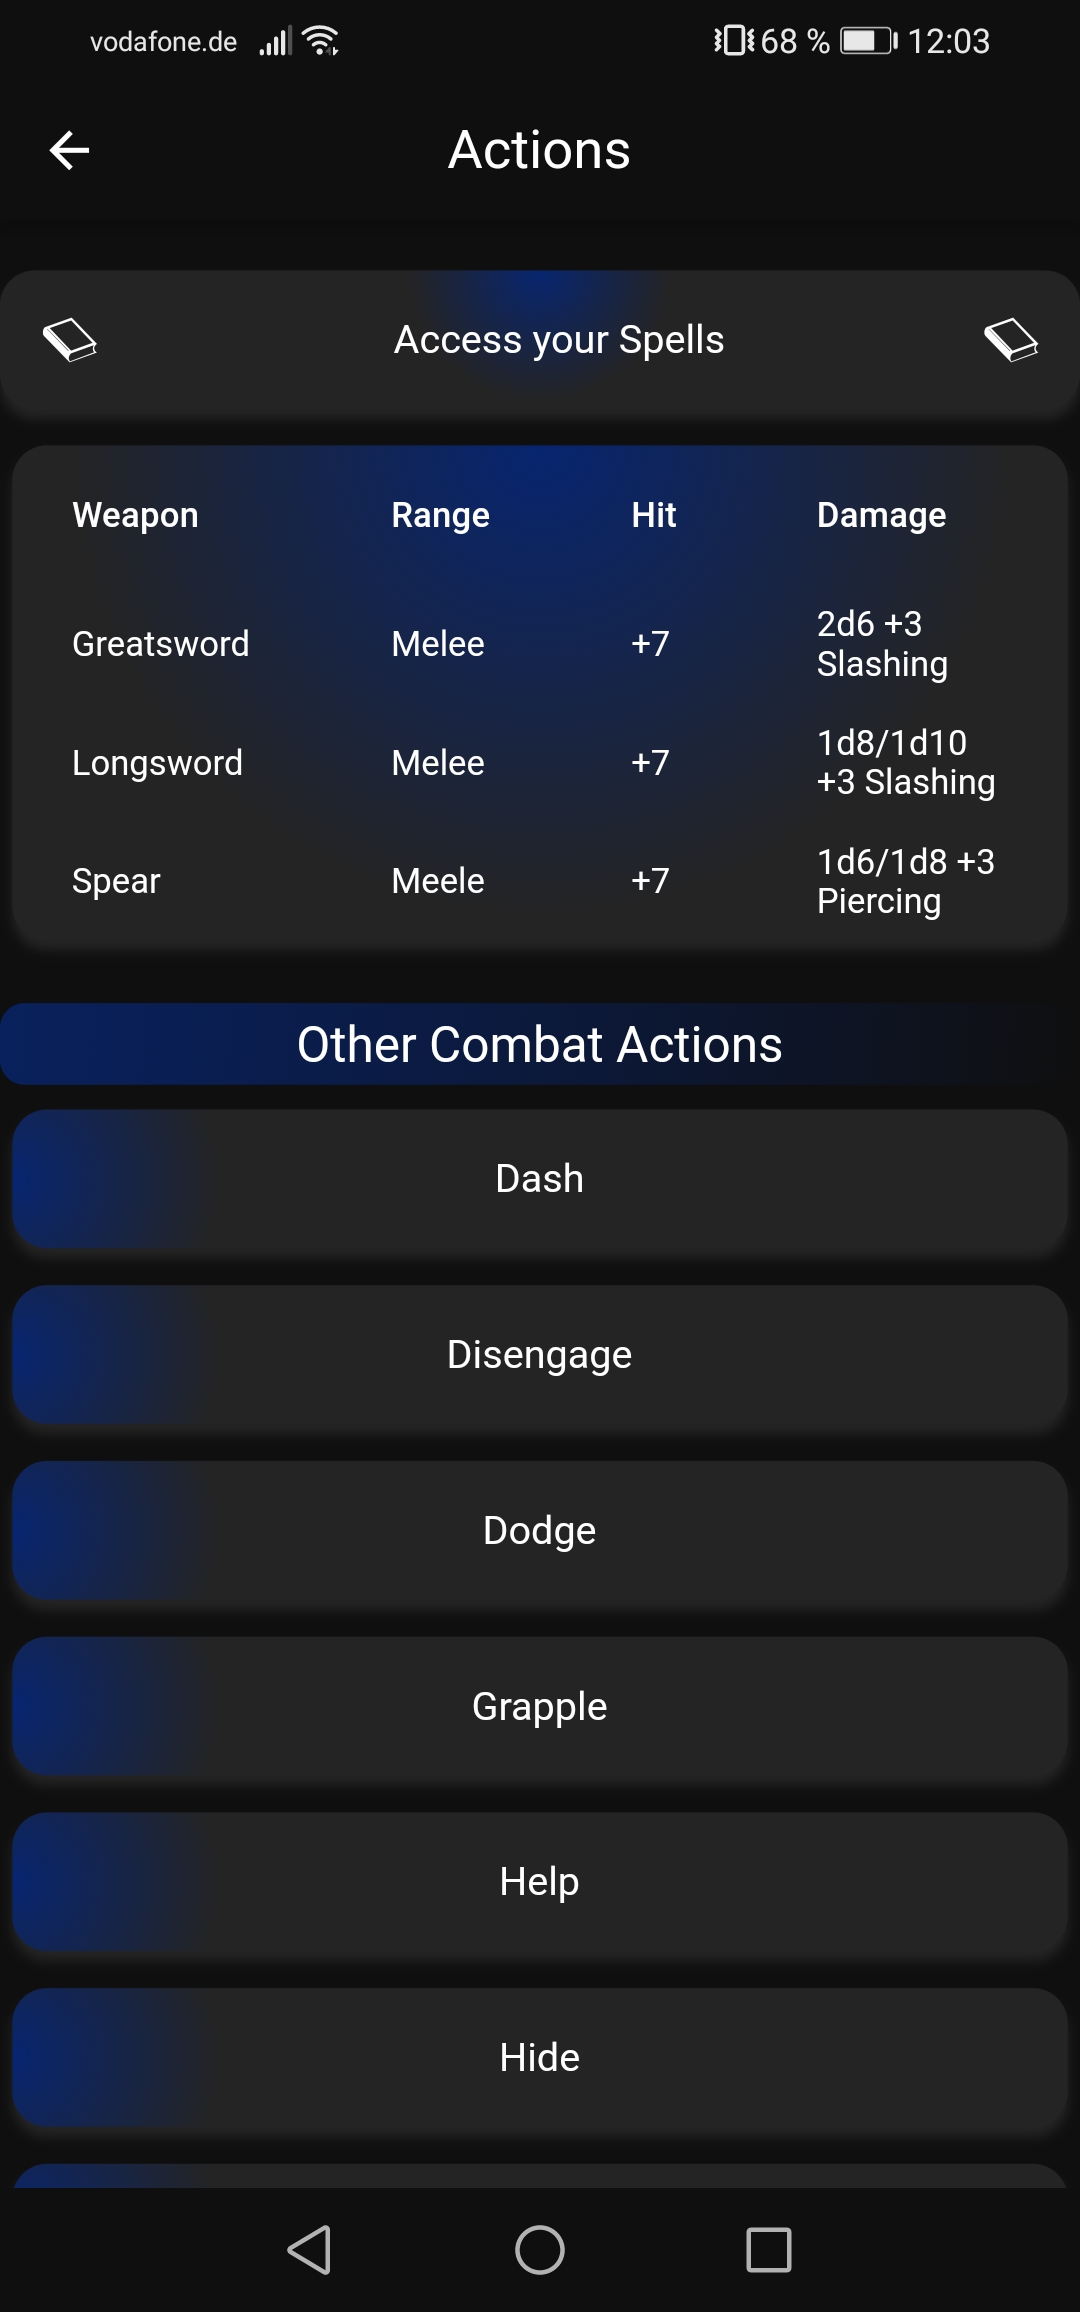 vodafone.de 68 % 12:03
Actions
Access your Spells
Weapon Range Hit Damage
Greatsword Melee +7 2d6 +3
Slashing
Longsword Melee +7 1d8/1d10
+3 Slashing
Spear Meele +7 1d6/1d8 +3
Piercing
Other Combat Actions
Dash
Disengage
Dodge
Grapple
Help
Hide